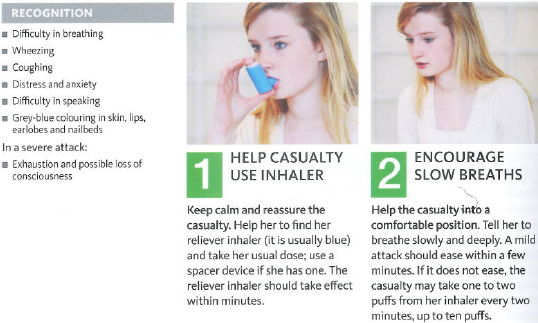 RECOGNITION
■ Difficulty in breathing
■ Wheezing
■ Coughing
■ Distress and anxiety
■ Difficulty in speaking
■ Grey-blue colouring in skin, lips,
earlobes and nailbeds
In a severe attack:
■ Exhaustion and possible loss of
consciousness
1 HELP CASUALTY
USE INHALER
Keep calm and reassure the
casualty. Help her to find her
reliever inhaler (it is usually blue)
and take her usual dose; use a
spacer device if she has one. The
reliever inhaler should take effect
within minutes.
2 ENCOURAGE
SLOW BREATHS
Help the casualty into a
comfortable position. Tell her to
breathe slowly and deeply. A mild
attack should ease within a few
minutes. If it does not ease, the
casualty may take one to two
puffs from her inhaler every two
minutes, up to ten puffs.